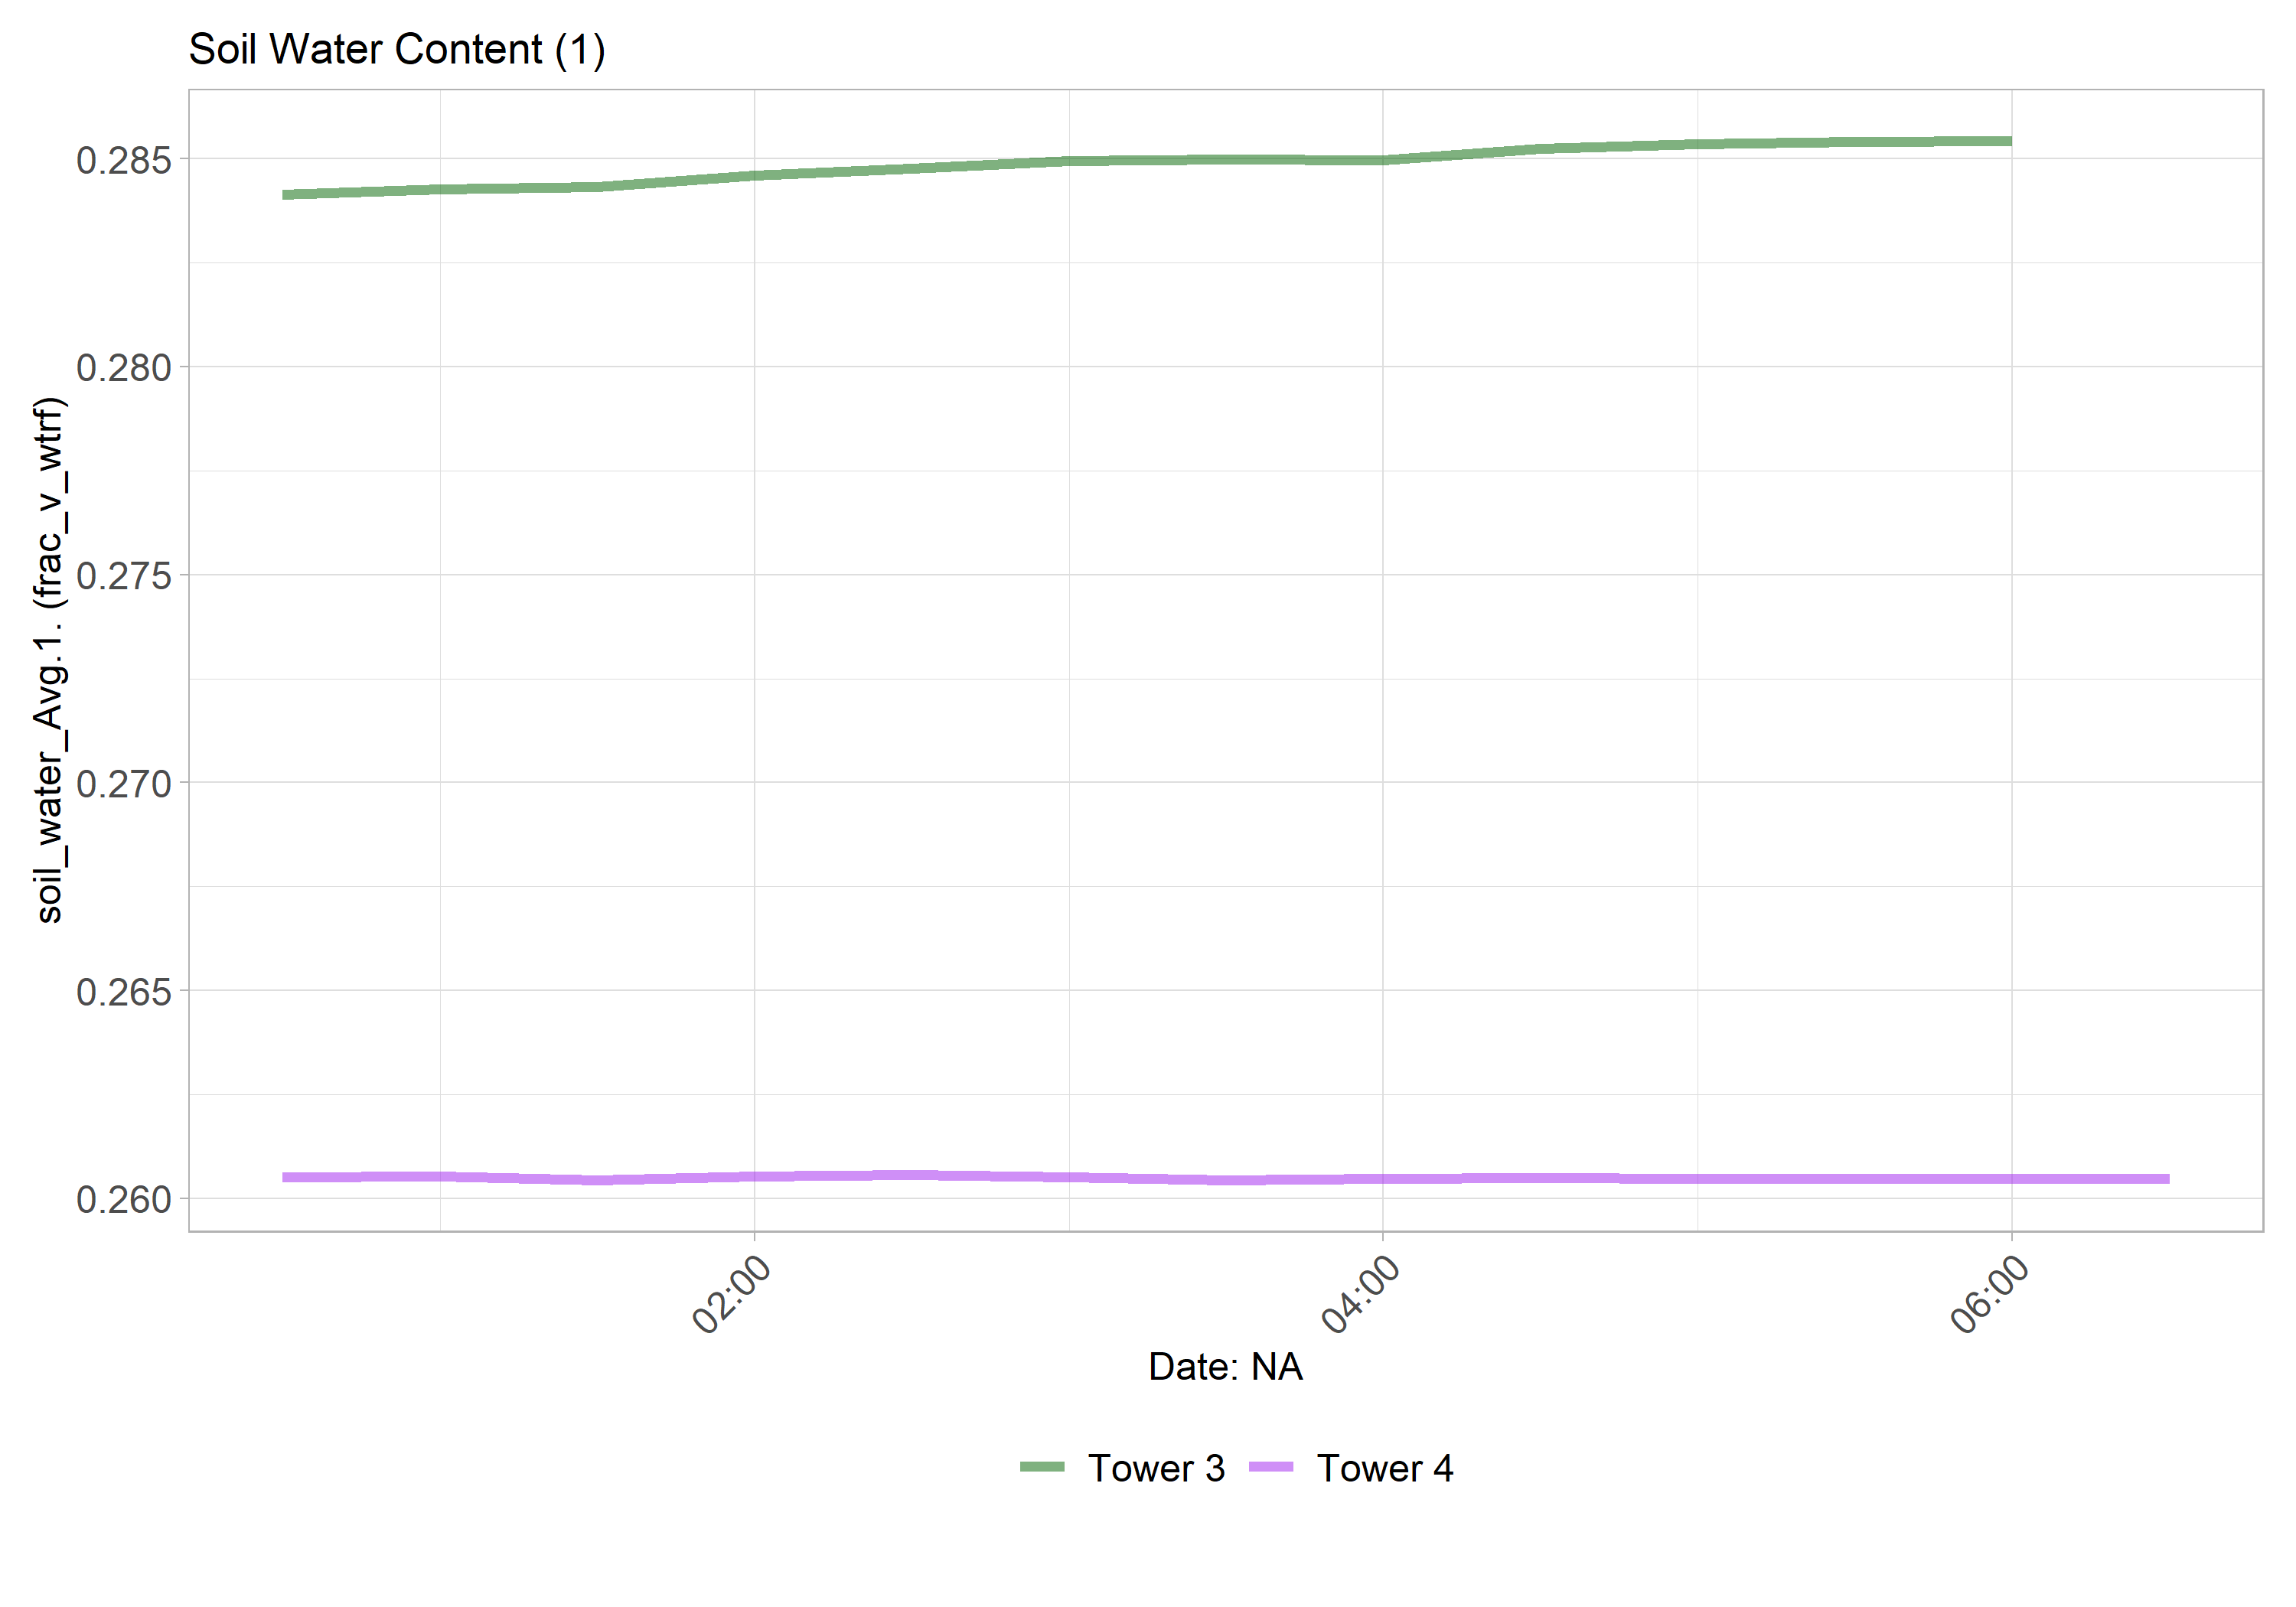 Soil Water Content (1)
soil_water_Avg.1. (frac_v_wtrf)
0.285
0.280
0.275
0.270
0.265
0.260
02:00
04:00
06:00
Date: NA
Tower 3
Tower 4